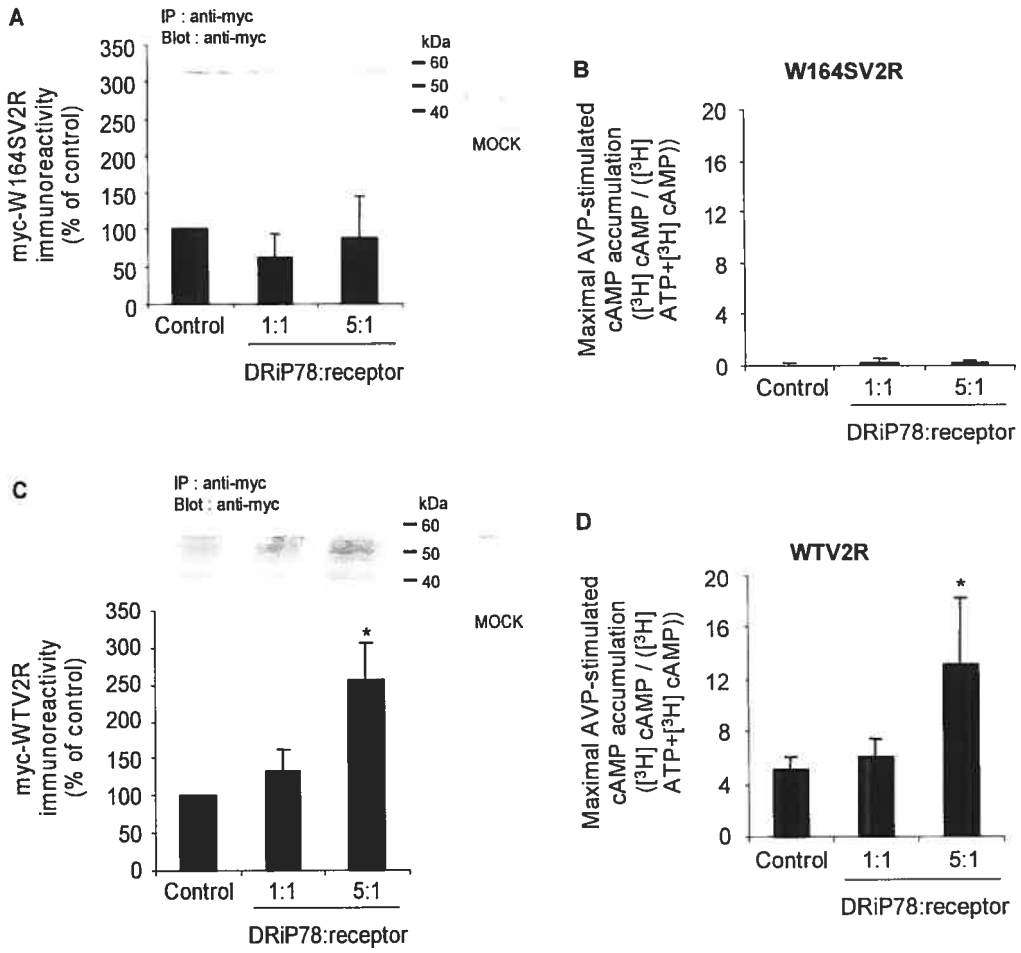 A
IP : anti-myc
Blot : anti-myc
kDa
60
50
40
MOCK
myc-W164SV2R
immunoreactivity
(% of control)
350
300
250
200
150
100
50
0
Control
1:1
5:1
DRiP78:receptor
B
W164SV2R
Maximal AVP-stimulated
cAMP accumulation
([³H] cAMP / ([³H]
ATP+[³H] cAMP))
20
16
12
8
4
0
Control
1:1
5:1
DRiP78:receptor
C
IP : anti-myc
Blot : anti-myc
kDa
60
50
40
MOCK
myc-WTV2R
immunoreactivity
(% of control)
350
300
250
200
150
100
50
0
*
Control
1:1
5:1
DRiP78:receptor
D
WTV2R
Maximal AVP-stimulated
cAMP accumulation
([³H] cAMP / ([³H]
ATP+[³H] cAMP))
20
16
12
8
4
0
*
Control
1:1
5:1
DRiP78:receptor